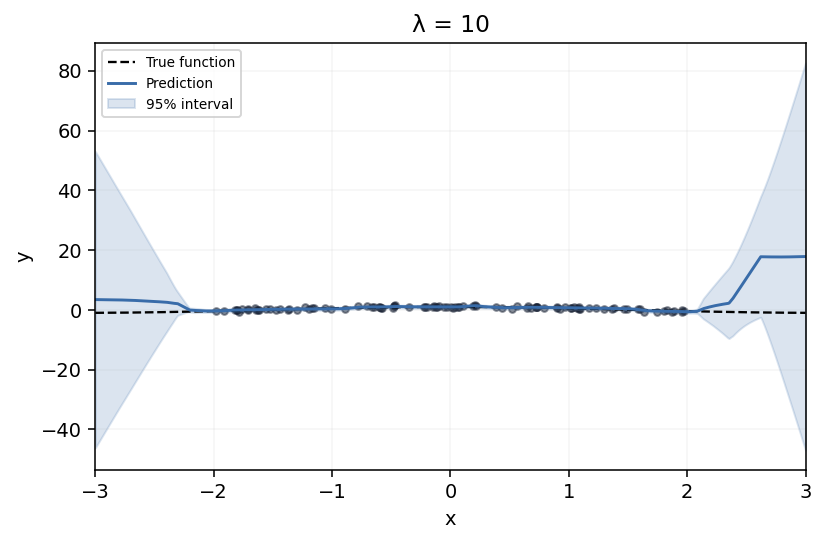 λ = 10
True function
Prediction
95% interval
80
60
40
20
0
−20
−40
y
−3
−2
−1
0
1
2
3
x